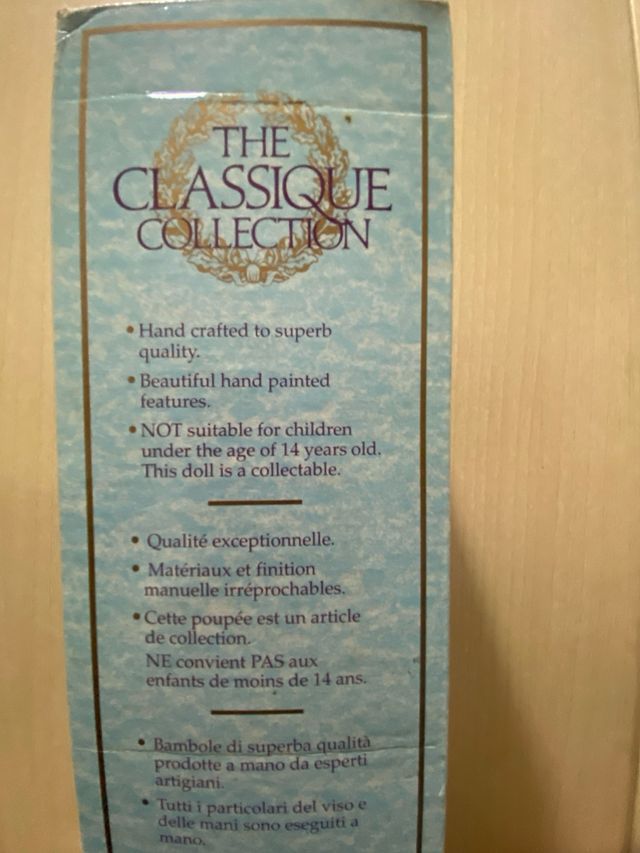 THE
CLASSIQUE
COLLECTION
• Hand crafted to superb
quality.
• Beautiful hand painted
features.
• NOT suitable for children
under the age of 14 years old.
This doll is a collectable.
• Qualité exceptionnelle.
• Matériaux et finition
manuelle irréprochables.
• Cette poupée est un article
de collection.
NE convient PAS aux
enfants de moins de 14 ans.
• Bambole di superba qualità
prodotte a mano da esperti
artigiani.
• Tutti i particolari del viso e
delle mani sono eseguiti a
mano.